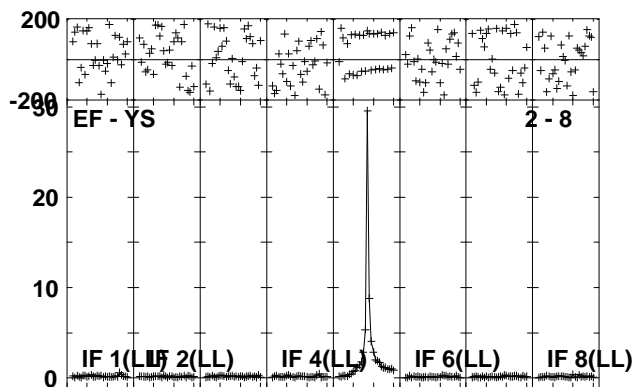 200
-200
30
EF - YS
2 - 8
20
10
0
IF 1(LL)
IF 2(LL)
IF 4(LL)
IF 6(LL)
IF 8(LL)